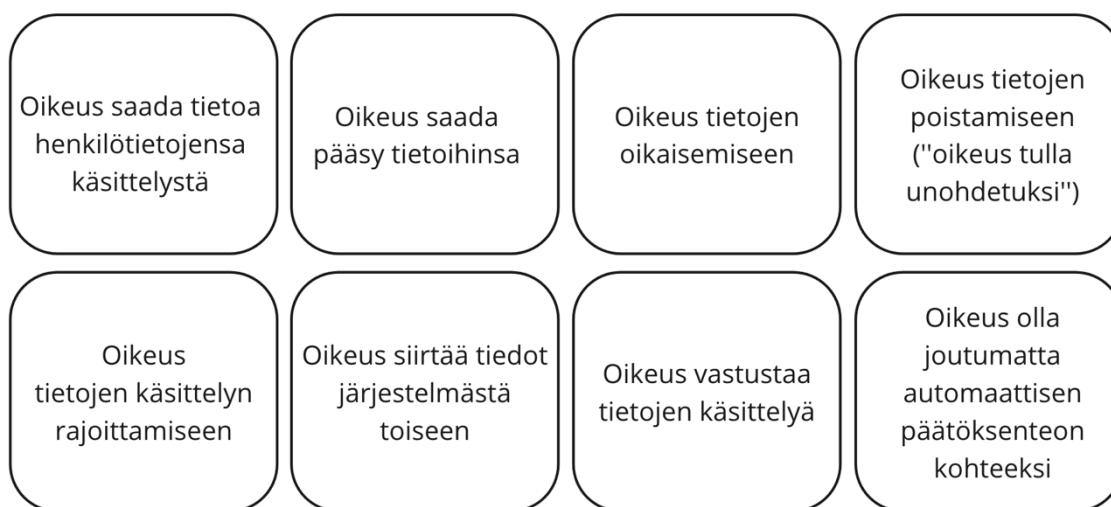 Oikeus saada tietoa
henkilötietojensa
käsittelystä
Oikeus saada
pääsy tietoihinsa
Oikeus tietojen
oikaisemiseen
Oikeus tietojen
poistamiseen
(''oikeus tulla
unohdetuksi'')
Oikeus
tietojen käsittelyn
rajoittamiseen
Oikeus siirtää tiedot
järjestelmästä
toiseen
Oikeus vastustaa
tietojen käsittelyä
Oikeus olla
joutumatta
automaattisen
päätöksenteon
kohteeksi